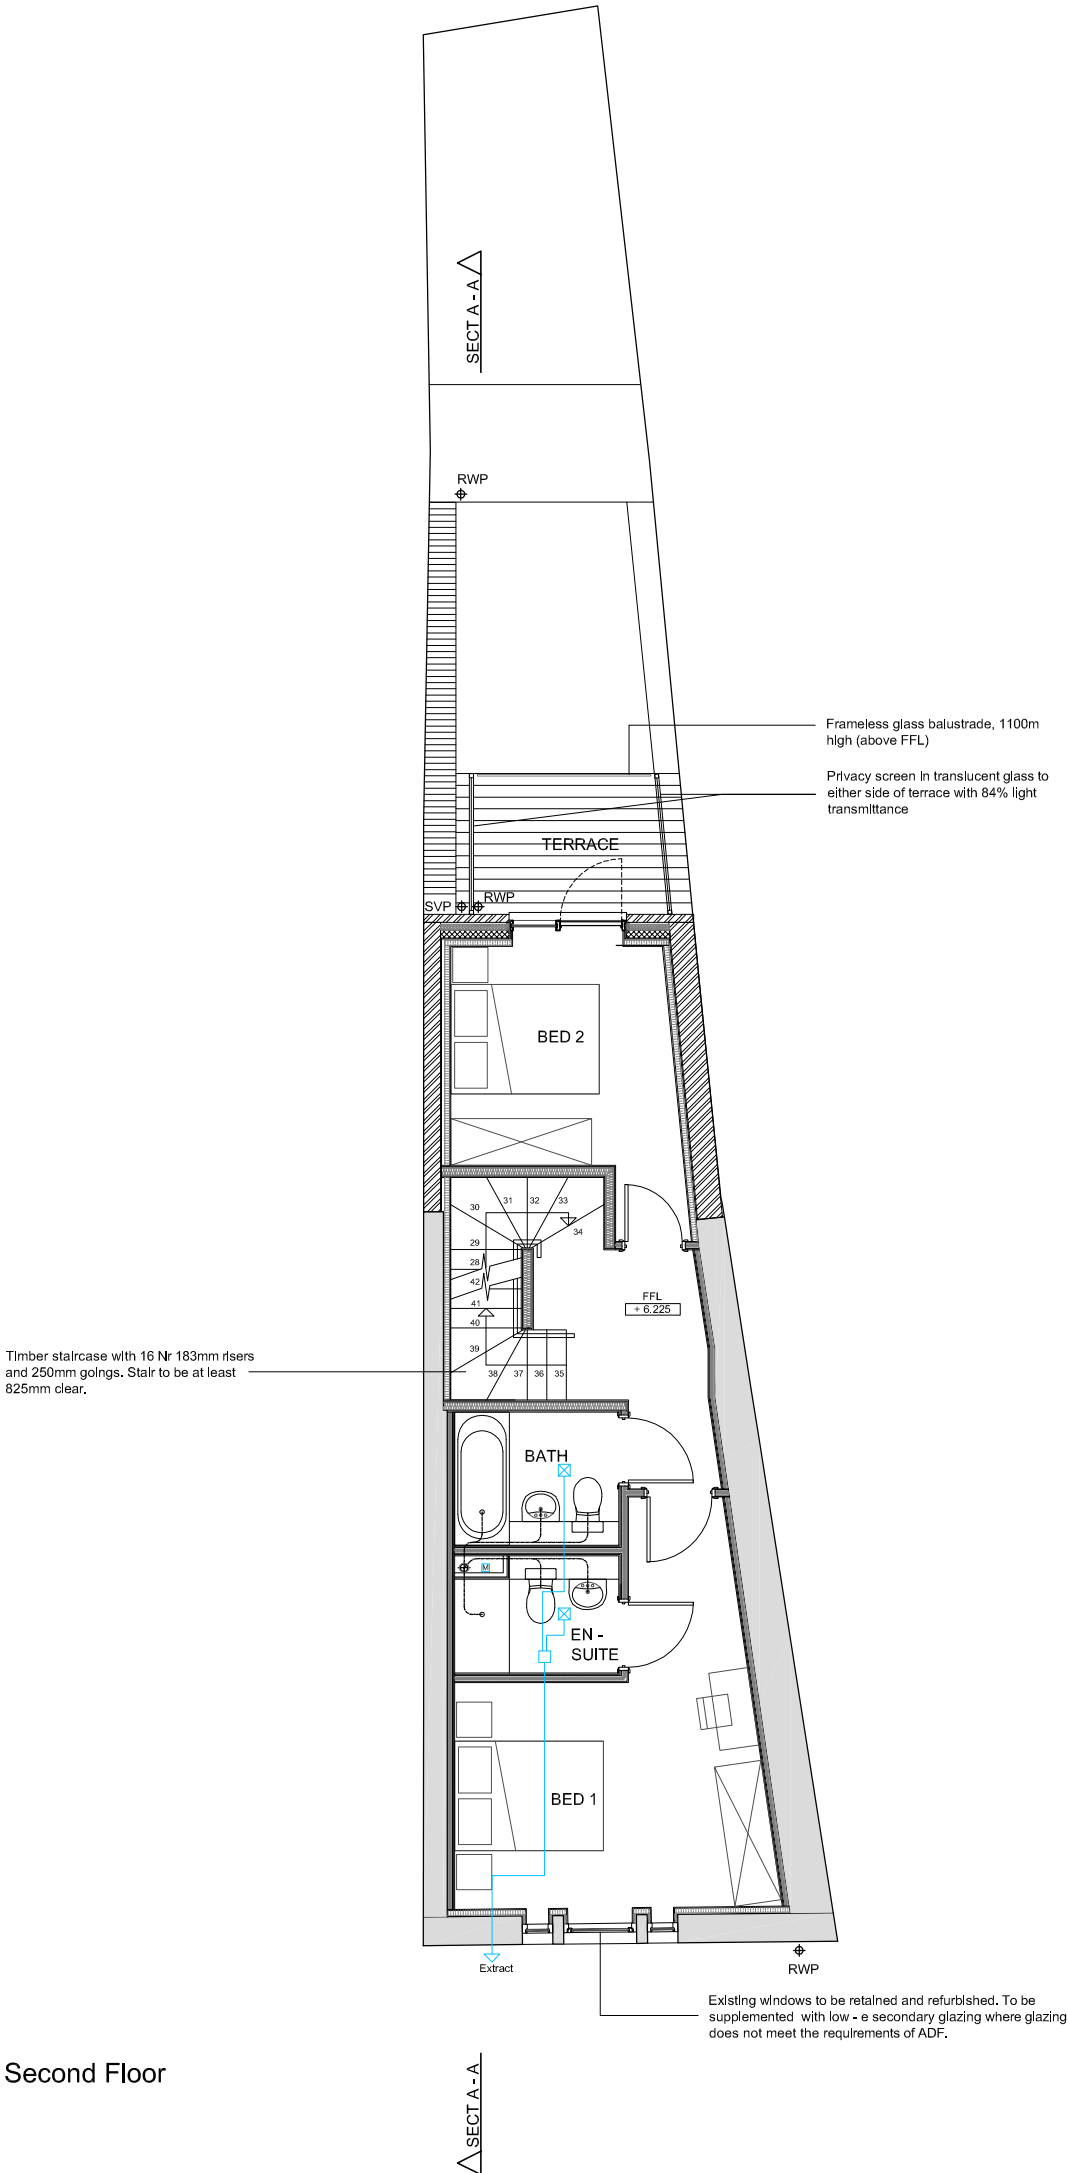 SECT A - A
RWP
Frameless glass balustrade, 1100m
high (above FFL)
Privacy screen in translucent glass to
either side of terrace with 84% light
transmittance
TERRACE
SVP
RWP
BED 2
30
31
32
33
34
29
28
42
41
40
39
38
37
36
35
FFL
+ 6.225
Timber staircase with 16 Nr 183mm risers
and 250mm goings. Stair to be at least
825mm clear.
BATH
M
EN -
SUITE
BED 1
Extract
RWP
Existing windows to be retained and refurbished. To be
supplemented with low - e secondary glazing where glazing
does not meet the requirements of ADF.
Second Floor
SECT A - A